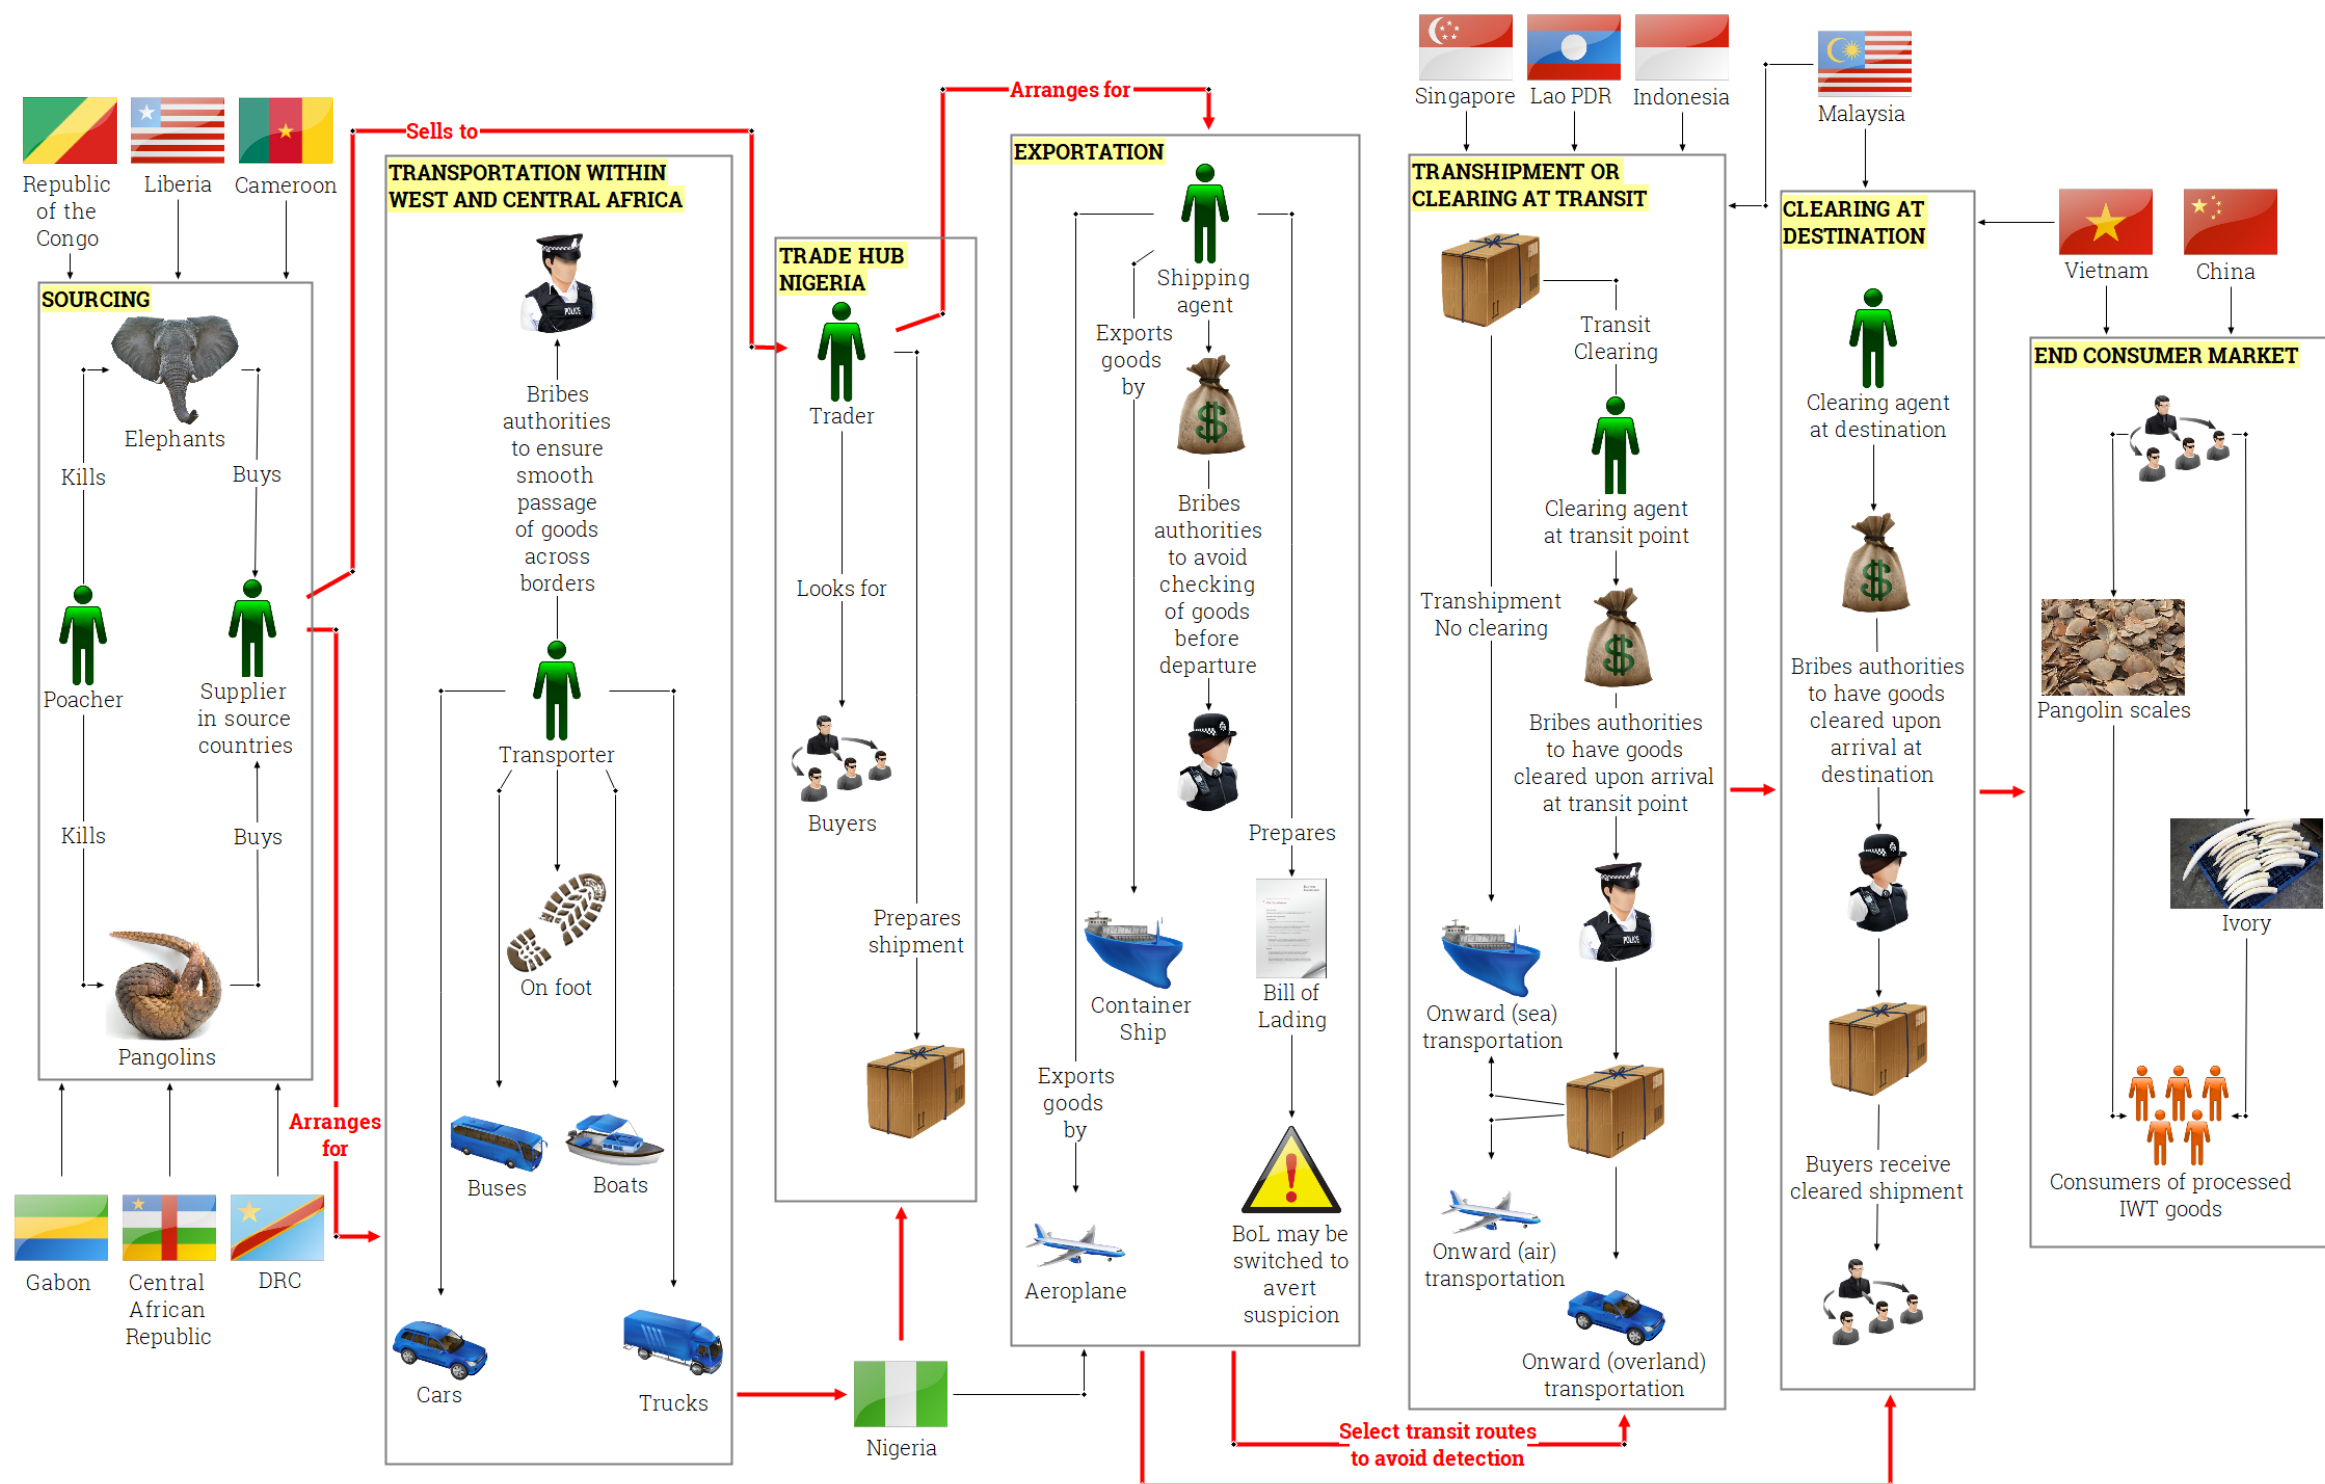 Republic
of the
Congo
Liberia
Cameroon
SOURCING
Elephants
Kills
Buys
Poacher
Supplier
in source
countries
Kills
Buys
Pangolins
Gabon
Central
African
Republic
DRC
Sells to
Arranges
for
TRANSPORTATION WITHIN
WEST AND CENTRAL AFRICA
POLICE
Bribes
authorities
to ensure
smooth
passage
of goods
across
borders
Transporter
On foot
Buses
Boats
Cars
Trucks
TRADE HUB
NIGERIA
Trader
Looks for
Buyers
Prepares
shipment
Nigeria
Arranges for
EXPORTATION
Shipping
agent
Exports
goods
by
Bribes
authorities
to avoid
checking
of goods
before
departure
Prepares
Container
Ship
Bill of
Lading
Exports
goods
by
Aeroplane
BoL may be
switched to
avert
suspicion
Select transit routes
to avoid detection
Singapore
Lao PDR
Indonesia
Malaysia
TRANSHIPMENT OR
CLEARING AT TRANSIT
Transit
Clearing
Clearing agent
at transit point
Transhipment
No clearing
Bribes authorities
to have goods
cleared upon arrival
at transit point
POLICE
Onward (sea)
transportation
Onward (air)
transportation
Onward (overland)
transportation
CLEARING AT
DESTINATION
Clearing agent
at destination
Bribes authorities
to have goods
cleared upon
arrival at
destination
Buyers receive
cleared shipment
Vietnam
China
END CONSUMER MARKET
Pangolin scales
Ivory
Consumers of processed
IWT goods